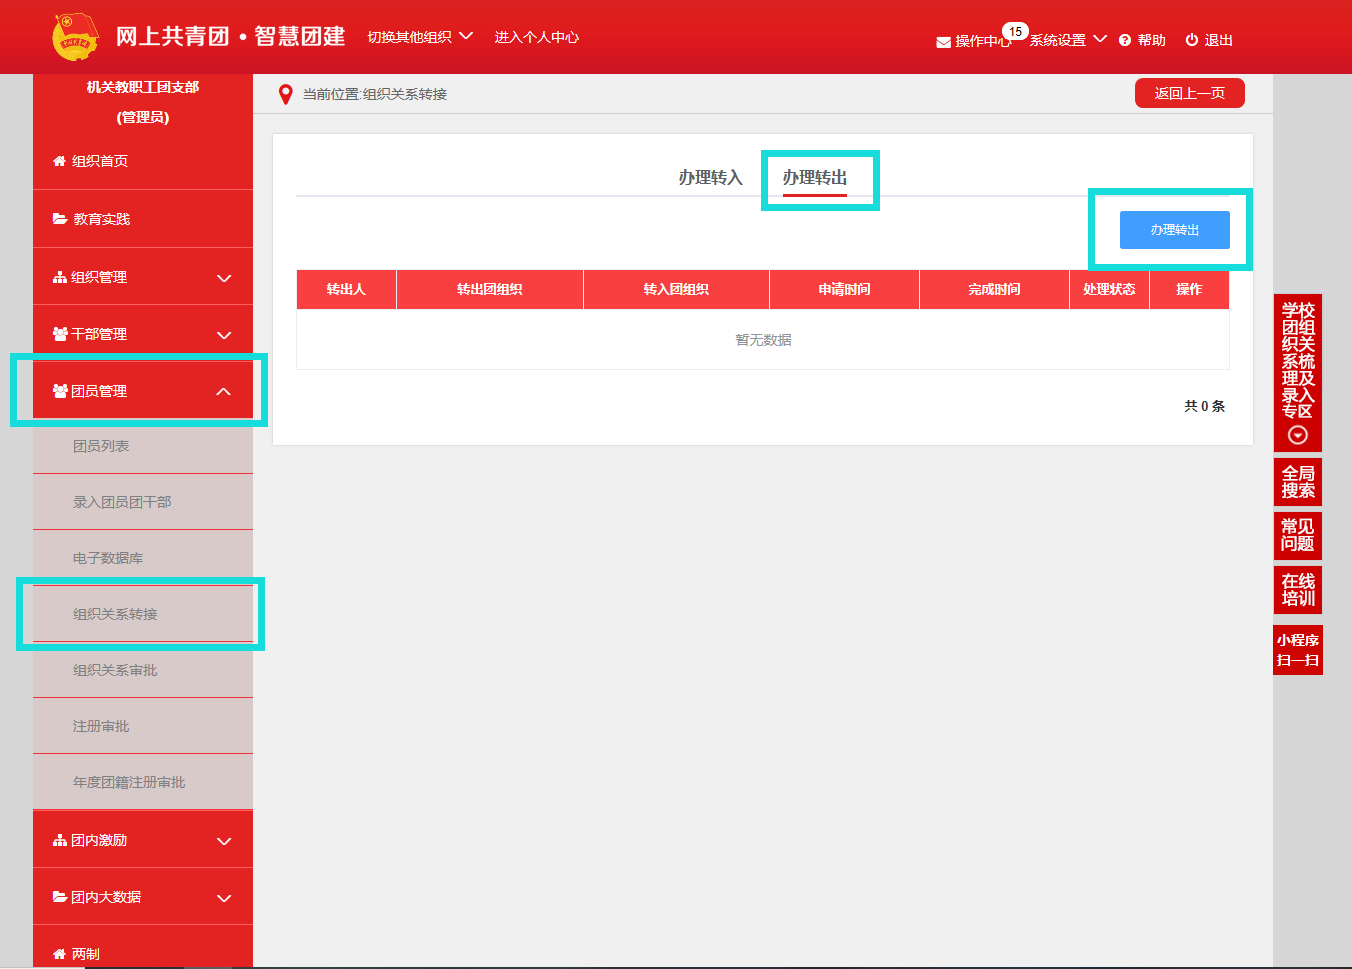 网上共青团·智慧团建
切换其他组织
进入个人中心
操作中心
15
系统设置
帮助
退出
机关教职工团支部
(管理员)
组织首页
教育实践
组织管理
干部管理
团员管理
团员列表
录入团员团干部
电子数据库
组织关系转接
组织关系审批
注册审批
年度团籍注册审批
团内激励
团内大数据
两制
当前位置:组织关系转接
返回上一页
办理转入
办理转出
办理转出
转出人 转出团组织 转入团组织 申请时间 完成时间 处理状态 操作
暂无数据
共 0 条
学校
团组
织关
系梳
理及
录入
专区
全局
搜索
常见
问题
在线
培训
小程序
扫一扫